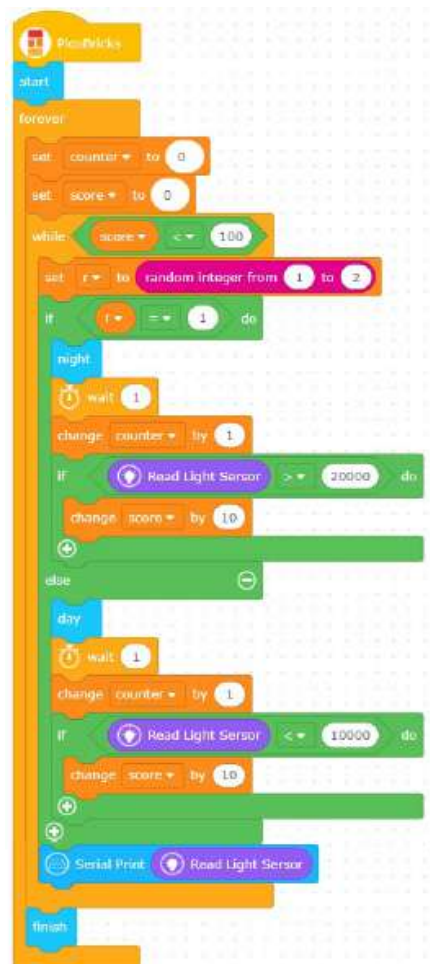 PicoBricks
start
forever
set counter to 0
set score to 0
while score < 100
set r to random integer from 1 to 2
if r = 1 do
night
wait 1
change counter by 1
if Read Light Sensor > 20000 do
change score by 10
else
day
wait 1
change counter by 1
if Read Light Sensor < 10000 do
change score by 10
Serial Print Read Light Sensor
finish